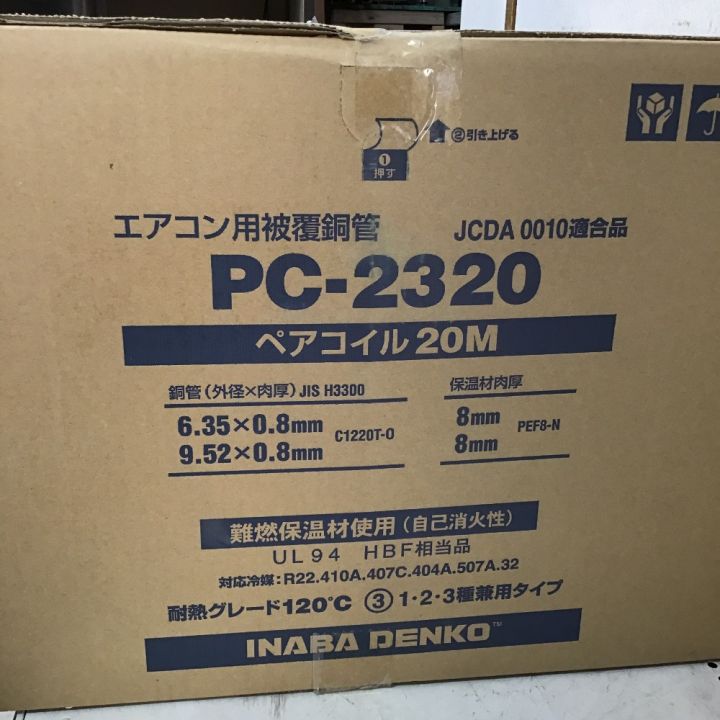 ②引き上げる
①
押す
エアコン用被覆銅管 JCDA 0010適合品
PC-2320
ペアコイル 20M
銅管(外径×肉厚) JIS H3300
6.35×0.8mm
9.52×0.8mm
C1220T-O
保温材肉厚
8mm
8mm
PEF8-N
難燃保温材使用(自己消火性)
UL94 HBF相当品
対応冷媒:R22.410A.407C.404A.507A.32
耐熱グレード120℃ ③ 1・2・3種兼用タイプ
INABA DENKO™